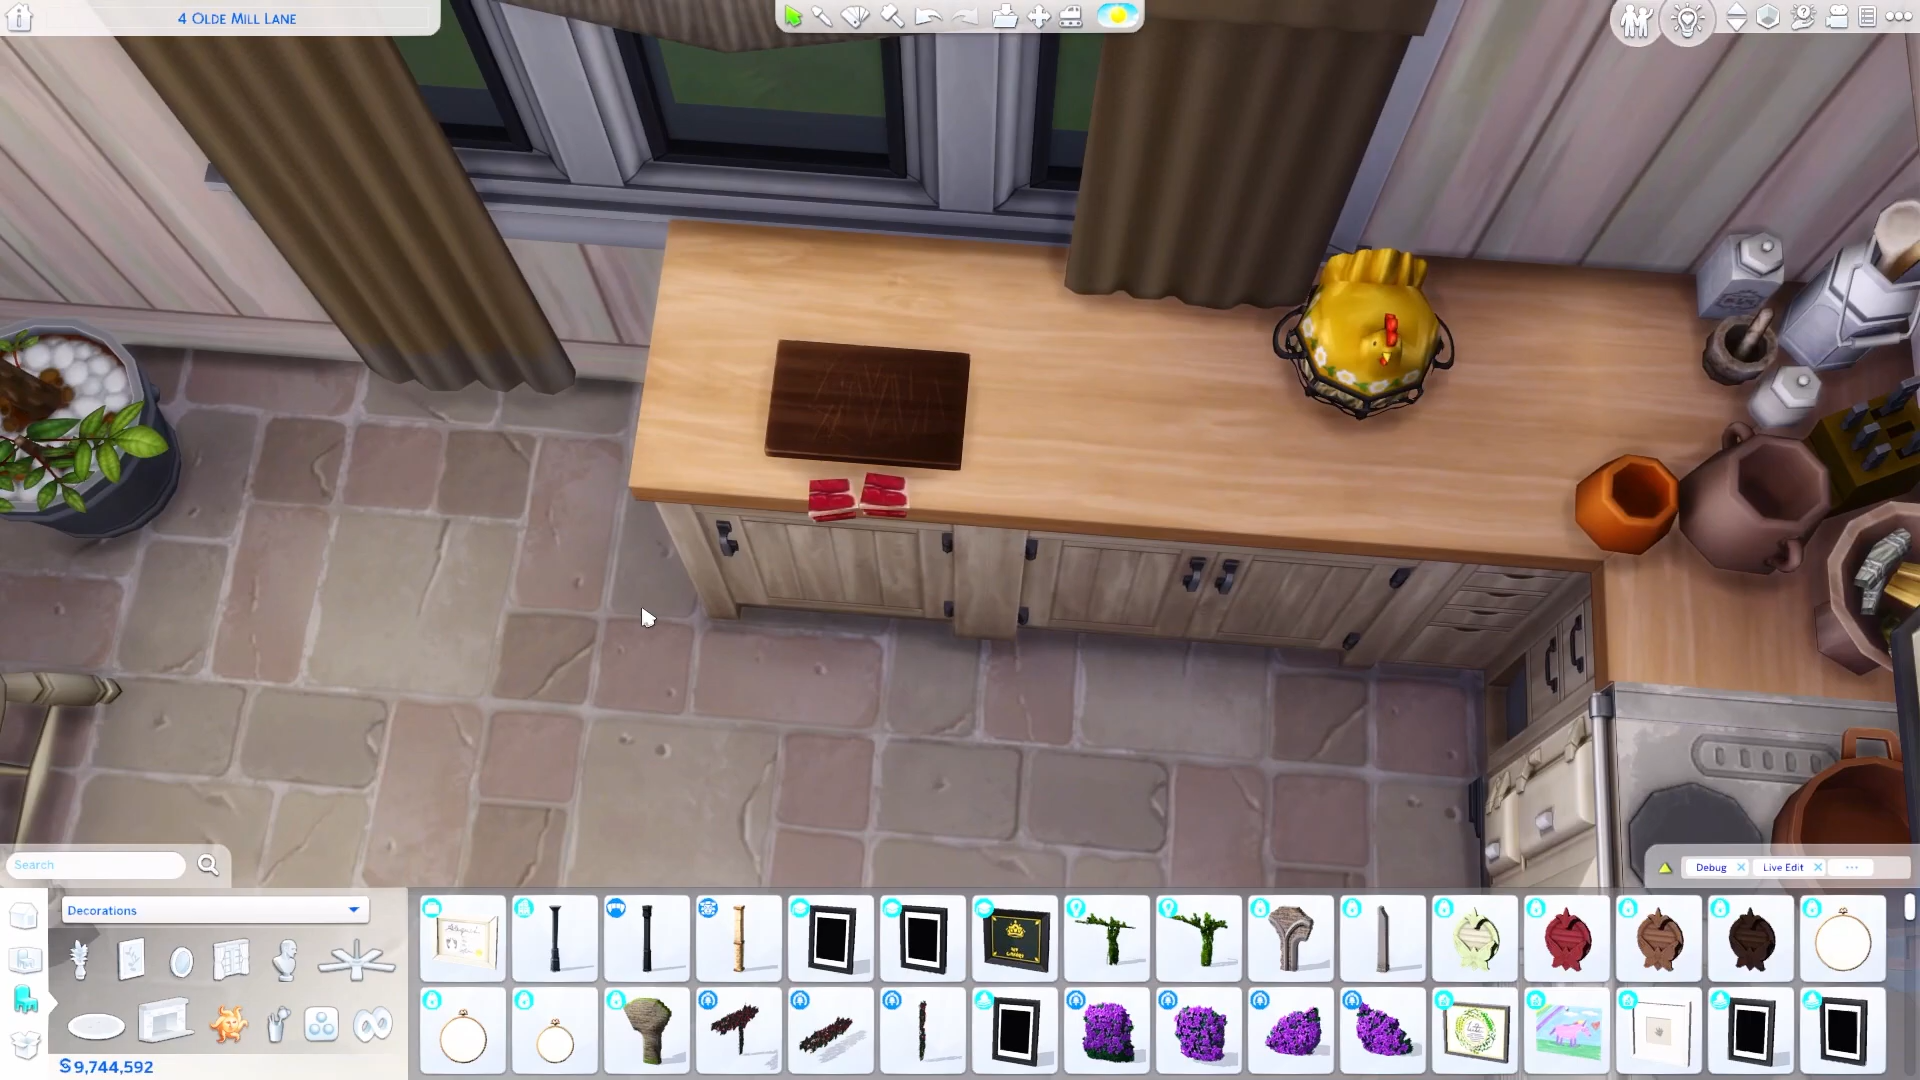 4 OLDE MILL LANE
Search
Debug
Live Edit
Decorations
§9,744,592